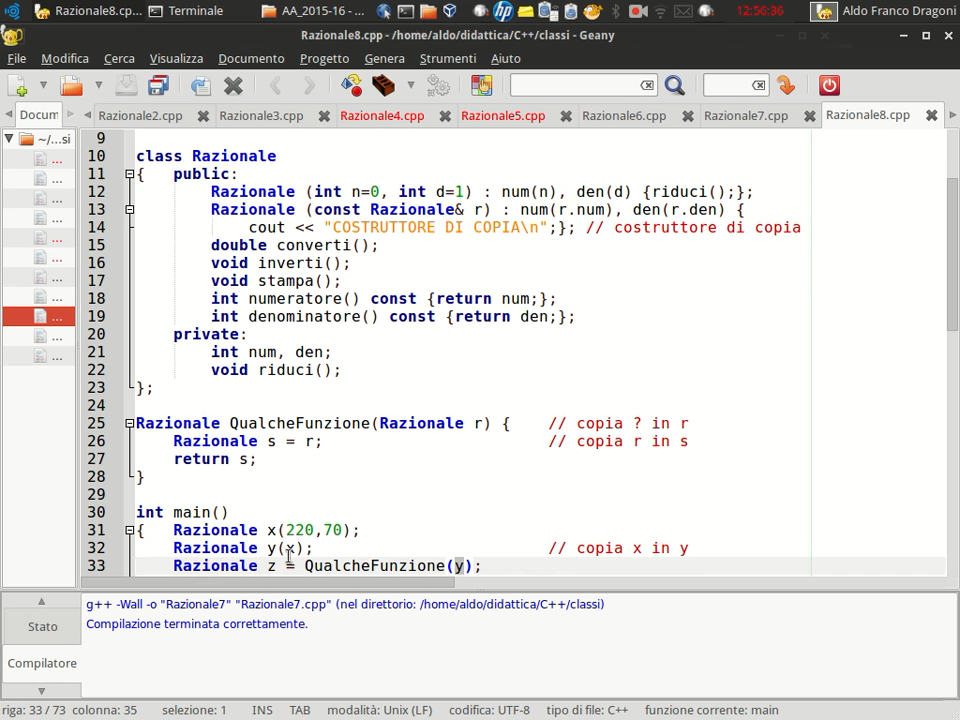 Razionale8.cp... Terminale AA_2015-16 - ... 12:56:36 Aldo Franco Dragoni
Razionale8.cpp - /home/aldo/didattica/C++/classi - Geany
File Modifica Cerca Visualizza Documento Progetto Genera Strumenti Aiuto
Docum Razionale2.cpp Razionale3.cpp Razionale4.cpp Razionale5.cpp Razionale6.cpp Razionale7.cpp Razionale8.cpp
~/...si
...
...
...
...
...
...
...
...
...
...
...
...
9
10 class Razionale
11 { public:
12 Razionale (int n=0, int d=1) : num(n), den(d) {riduci();};
13 Razionale (const Razionale& r) : num(r.num), den(r.den) {
14 cout << "COSTRUTTORE DI COPIA\n";}; // costruttore di copia
15 double converti();
16 void inverti();
17 void stampa();
18 int numeratore() const {return num;};
19 int denominatore() const {return den;};
20 private:
21 int num, den;
22 void riduci();
23 };
24
25 Razionale QualcheFunzione(Razionale r) { // copia ? in r
26 Razionale s = r; // copia r in s
27 return s;
28 }
29
30 int main()
31 { Razionale x(220,70);
32 Razionale y(x); // copia x in y
33 Razionale z = QualcheFunzione(y);
Stato
Compilatore
g++ -Wall -o "Razionale7" "Razionale7.cpp" (nel direttorio: /home/aldo/didattica/C++/classi)
Compilazione terminata correttamente.
riga: 33 / 73 colonna: 35 selezione: 1 INS TAB modalità: Unix (LF) codifica: UTF-8 tipo di file: C++ funzione corrente: main